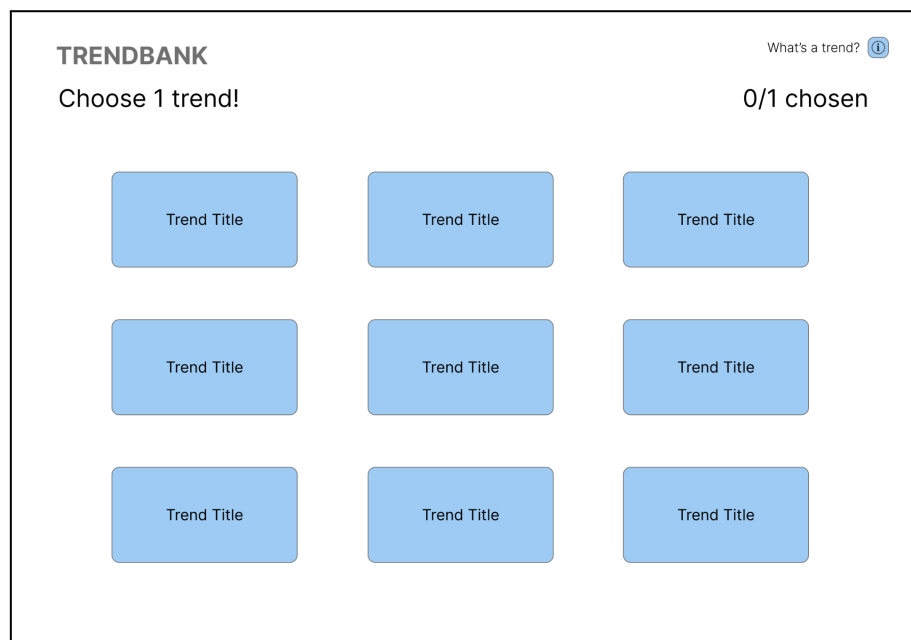 TRENDBANK
What's a trend? i
Choose 1 trend!
0/1 chosen
Trend Title
Trend Title
Trend Title
Trend Title
Trend Title
Trend Title
Trend Title
Trend Title
Trend Title